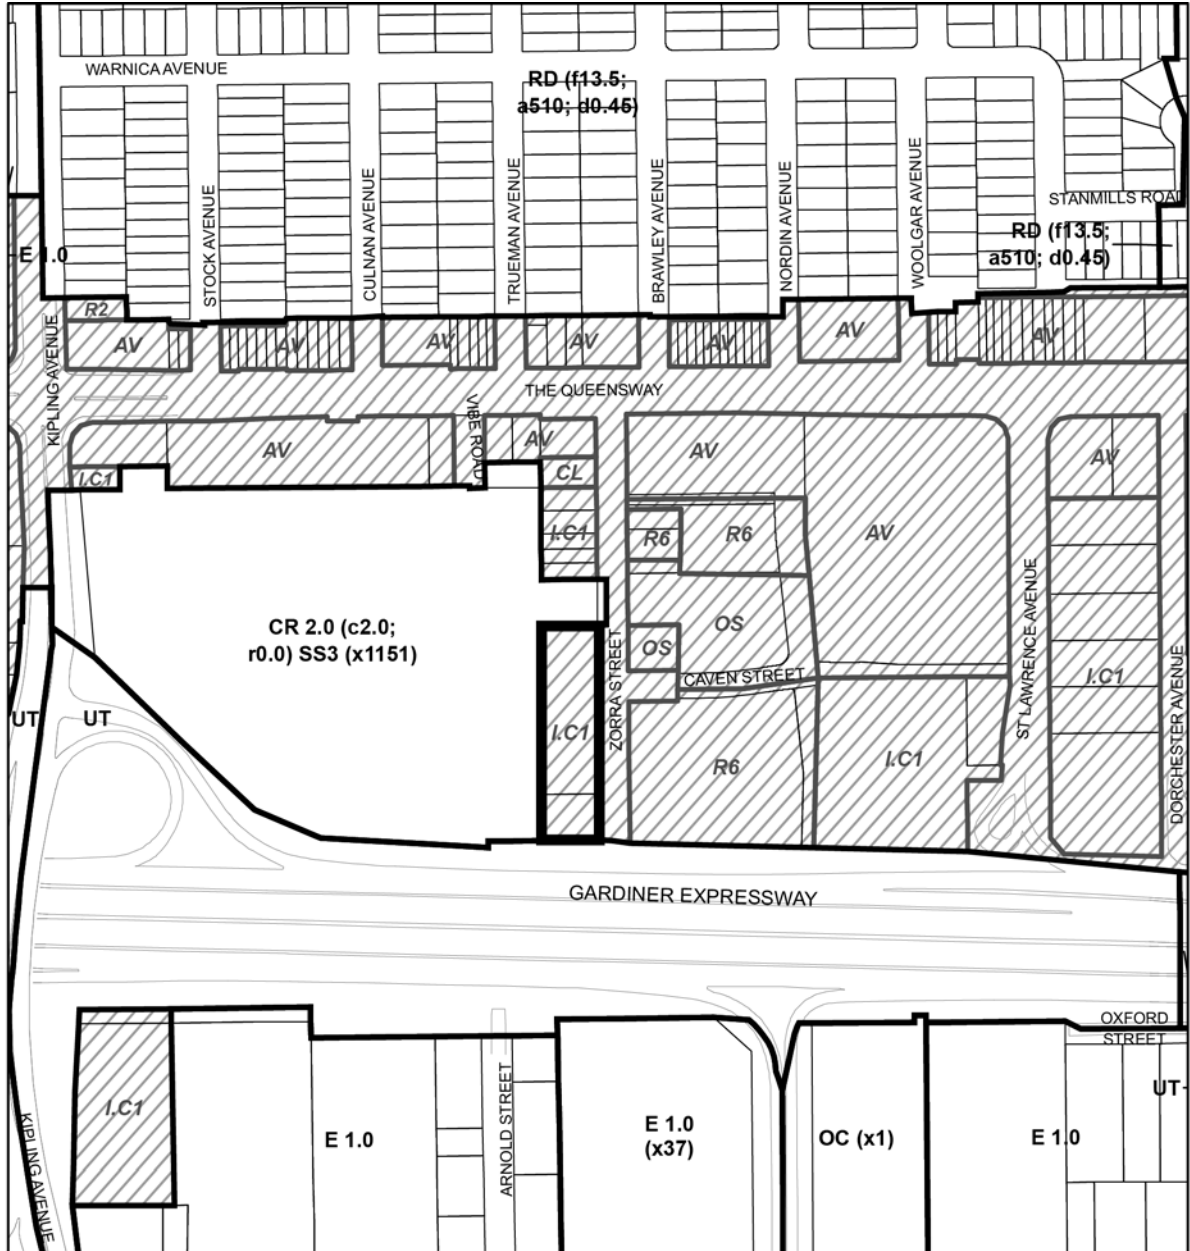 WARNICA AVENUE
RD (f13.5;
a510; d0.45)
STOCK AVENUE
CULNAN AVENUE
TRUEMAN AVENUE
BRAWLEY AVENUE
NORDIN AVENUE
WOOLGAR AVENUE
STANMILLS ROAD
RD (f13.5;
a510; d0.45)
E 1.0
R2
KIPLING AVENUE
AV
AV
AV
AV
AV
AV
AV
THE QUEENSWAY
VIBE ROAD
AV
AV
AV
AV
I.C1
CL
I.C1
R6
R6
AV
CR 2.0 (c2.0;
r0.0) SS3 (x1151)
OS
OS
ZORRA STREET
CAVEN STREET
ST LAWRENCE AVENUE
I.C1
DORCHESTER AVENUE
UT
UT
I.C1
R6
I.C1
GARDINER EXPRESSWAY
OXFORD
STREET
I.C1
KIPLING AVENUE
E 1.0
ARNOLD STREET
E 1.0
(x37)
OC (x1)
E 1.0
UT